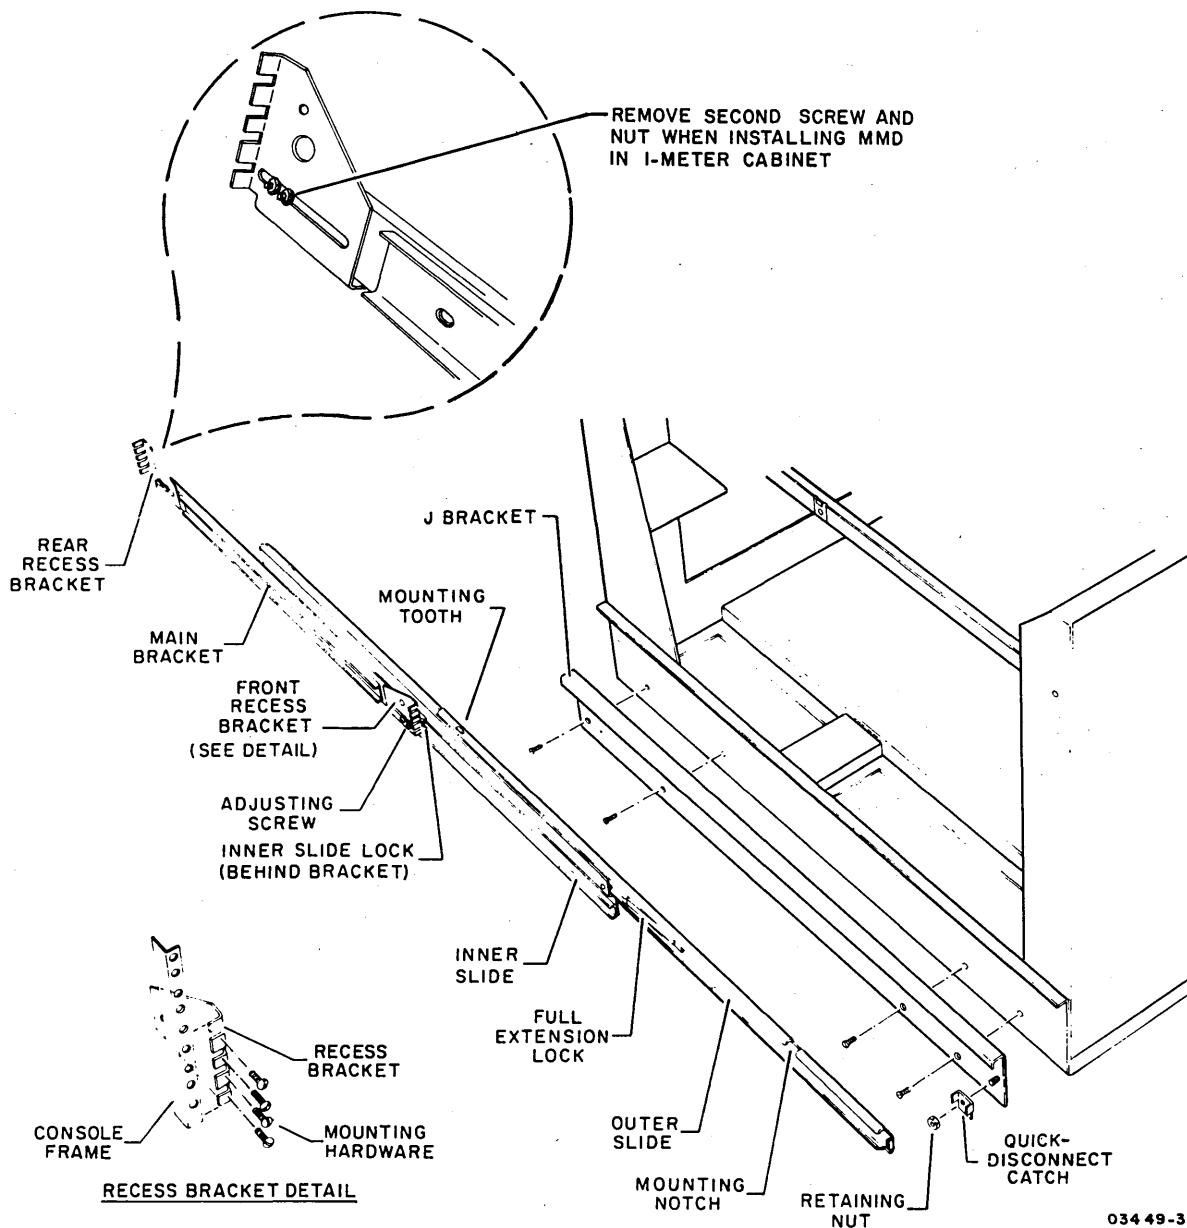 REMOVE SECOND SCREW AND
NUT WHEN INSTALLING MMD
IN 1-METER CABINET
J BRACKET
REAR
RECESS
BRACKET
MOUNTING
TOOTH
MAIN
BRACKET
FRONT
RECESS
BRACKET
(SEE DETAIL)
ADJUSTING
SCREW
INNER SLIDE LOCK
(BEHIND BRACKET)
INNER
SLIDE
FULL
EXTENSION
LOCK
RECESS
BRACKET
CONSOLE
FRAME
MOUNTING
HARDWARE
RECESS BRACKET DETAIL
OUTER
SLIDE
MOUNTING
NOTCH
RETAINING
NUT
QUICK-
DISCONNECT
CATCH
03449-3